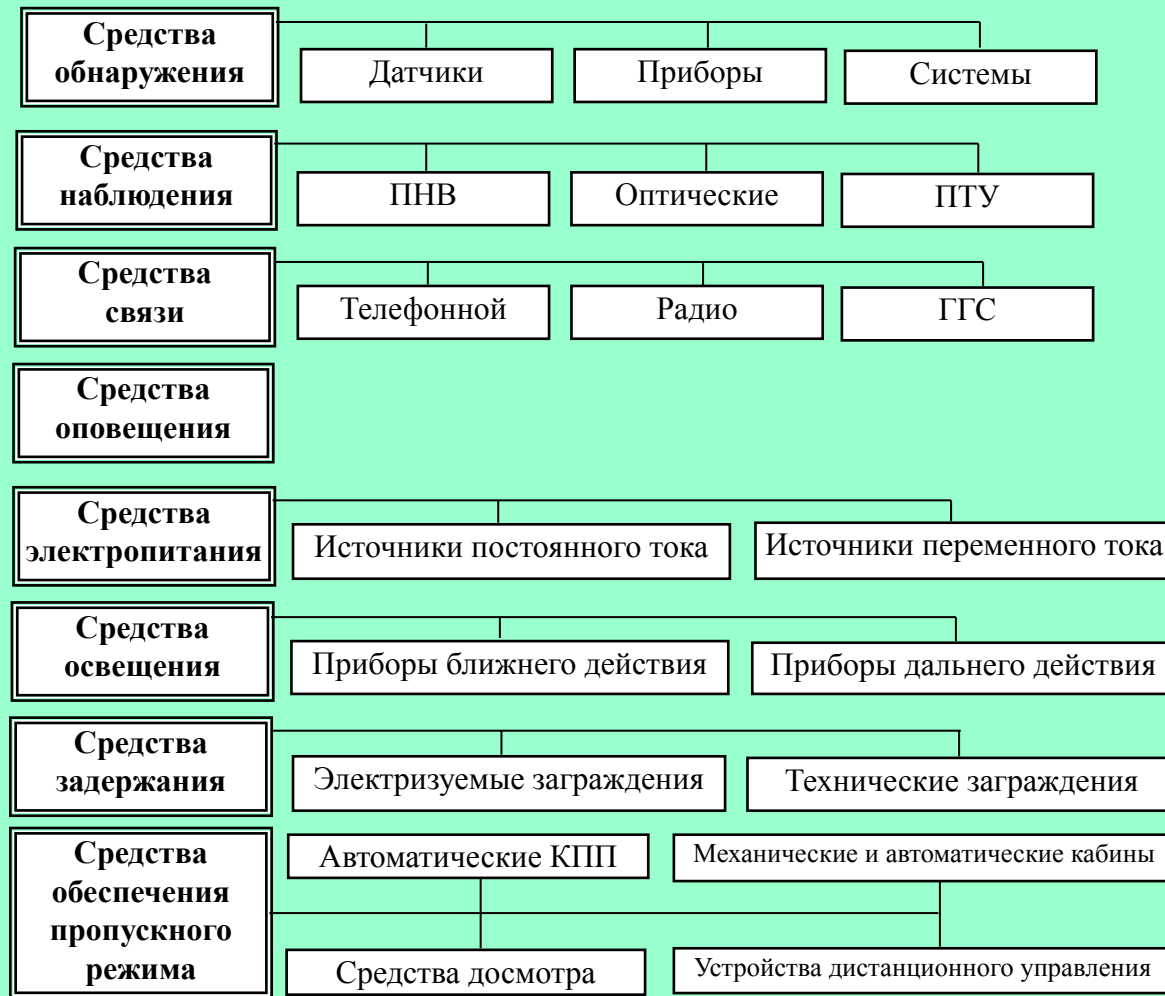 Средства
обнаружения
Датчики
Приборы
Системы
Средства
наблюдения
ПНВ
Оптические
ПТУ
Средства
связи
Телефонной
Радио
ГГС
Средства
оповещения
Средства
электропитания
Источники постоянного тока
Источники переменного тока
Средства
освещения
Приборы ближнего действия
Приборы дальнего действия
Средства
задержания
Электризуемые заграждения
Технические заграждения
Средства
обеспечения
пропускного
режима
Автоматические КПП
Механические и автоматические кабины
Средства досмотра
Устройства дистанционного управления